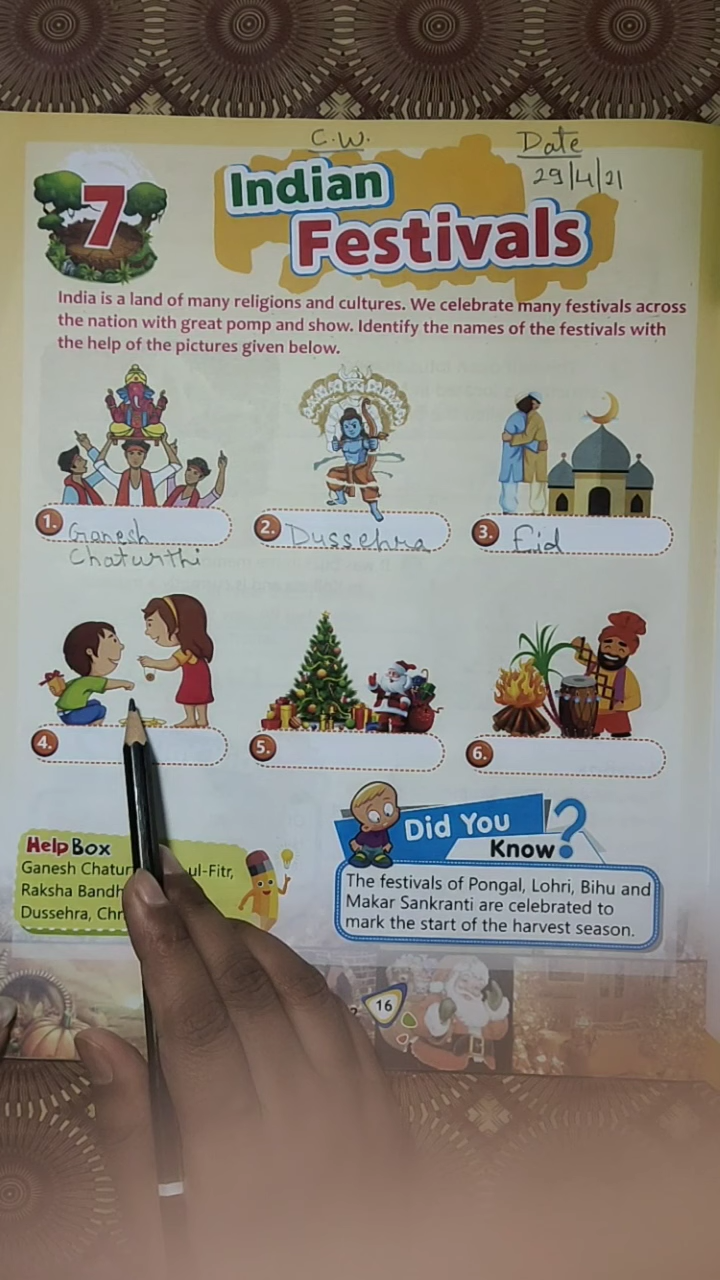 C.W.
Date
29/4/21
7
Indian
Festivals
India is a land of many religions and cultures. We celebrate many festivals across
the nation with great pomp and show. Identify the names of the festivals with
the help of the pictures given below.
1. Ganesh
Chaturthi
2. Dussehra
3. Eid
4.
5.
6.
Help Box
Ganesh ul-Fitr,
Raksha
Dussehra,
Did You
Know?
The festivals of Pongal, Lohri, Bihu and
Makar Sankranti are celebrated to
mark the start of the harvest season.
16